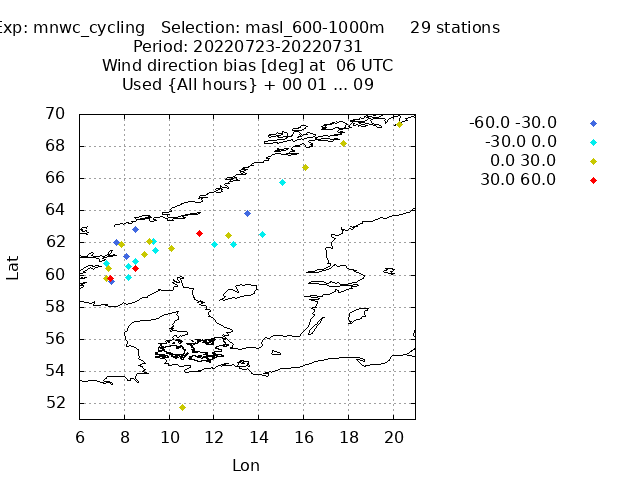 Exp: mnwc_cycling   Selection: masl_600-1000m     29 stations
Period: 20220723-20220731
Wind direction bias [deg] at  06 UTC
Used {All hours} + 00 01 ... 09
-60.0 -30.0
-30.0 0.0
0.0 30.0
30.0 60.0
70
68
66
64
62
60
58
56
54
52
Lat
6 8 10 12 14 16 18 20
Lon